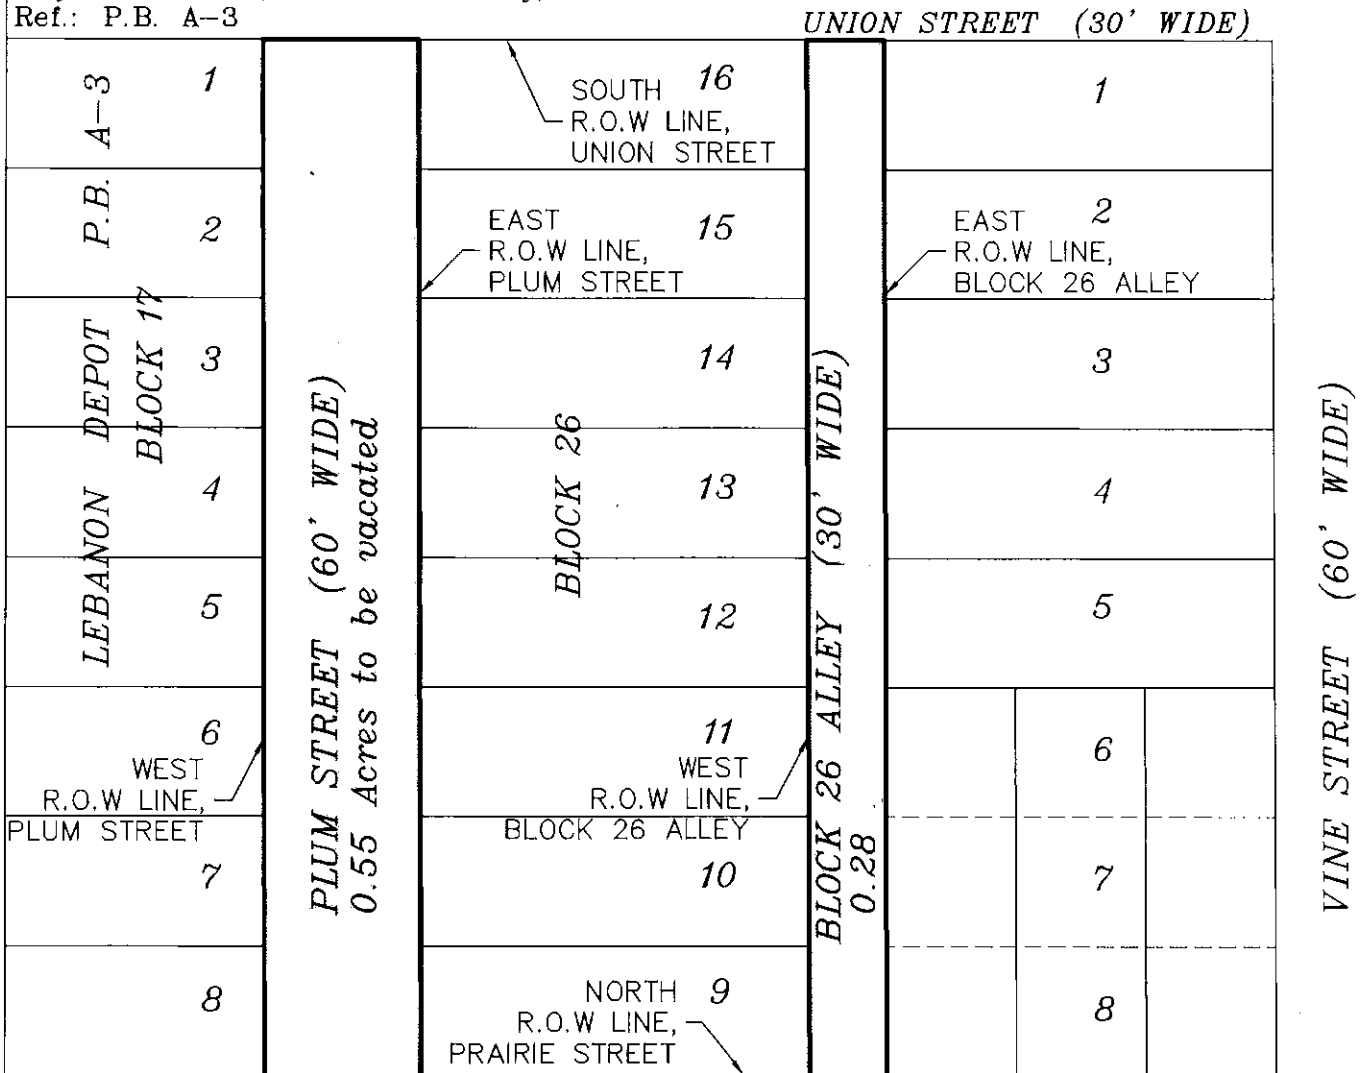 Ref.: P.B. A-3
UNION STREET (30' WIDE)
LEBANON DEPOT P.B. A-3
BLOCK 17
1
2
3
4
5
6
7
8
WEST
R.O.W LINE,
PLUM STREET
PLUM STREET (60' WIDE)
0.55 Acres to be vacated
SOUTH
R.O.W LINE,
UNION STREET
EAST
R.O.W LINE,
PLUM STREET
BLOCK 26
16
15
14
13
12
11
10
9
WEST
R.O.W LINE,
BLOCK 26 ALLEY
NORTH
R.O.W LINE,
PRAIRIE STREET
BLOCK 26 ALLEY (30' WIDE)
0.28
EAST
R.O.W LINE,
BLOCK 26 ALLEY
1
2
3
4
5
6
7
8
VINE STREET (60' WIDE)